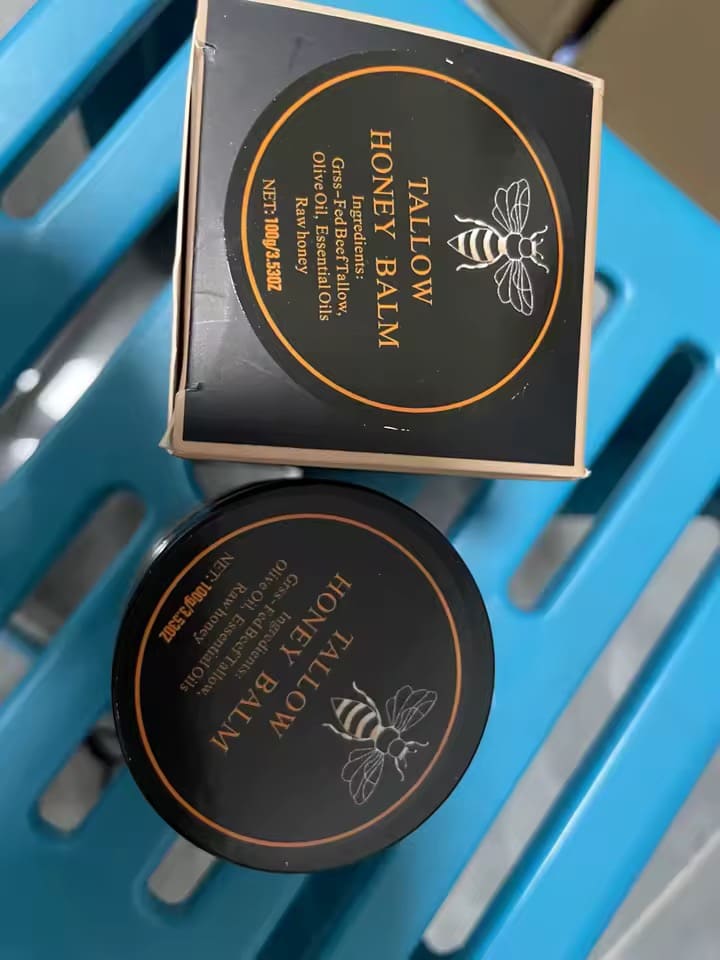 TALLOW
HONEY BALM
Ingredients:
Grss-Fed Beef Tallow,
Olive Oil, Essential Oils
Raw honey
NET: 100g/3.53OZ
TALLOW
HONEY BALM
Ingredients:
Grss-Fed Beef Tallow,
Olive Oil, Essential Oils
Raw honey
NET: 100g/3.53OZ